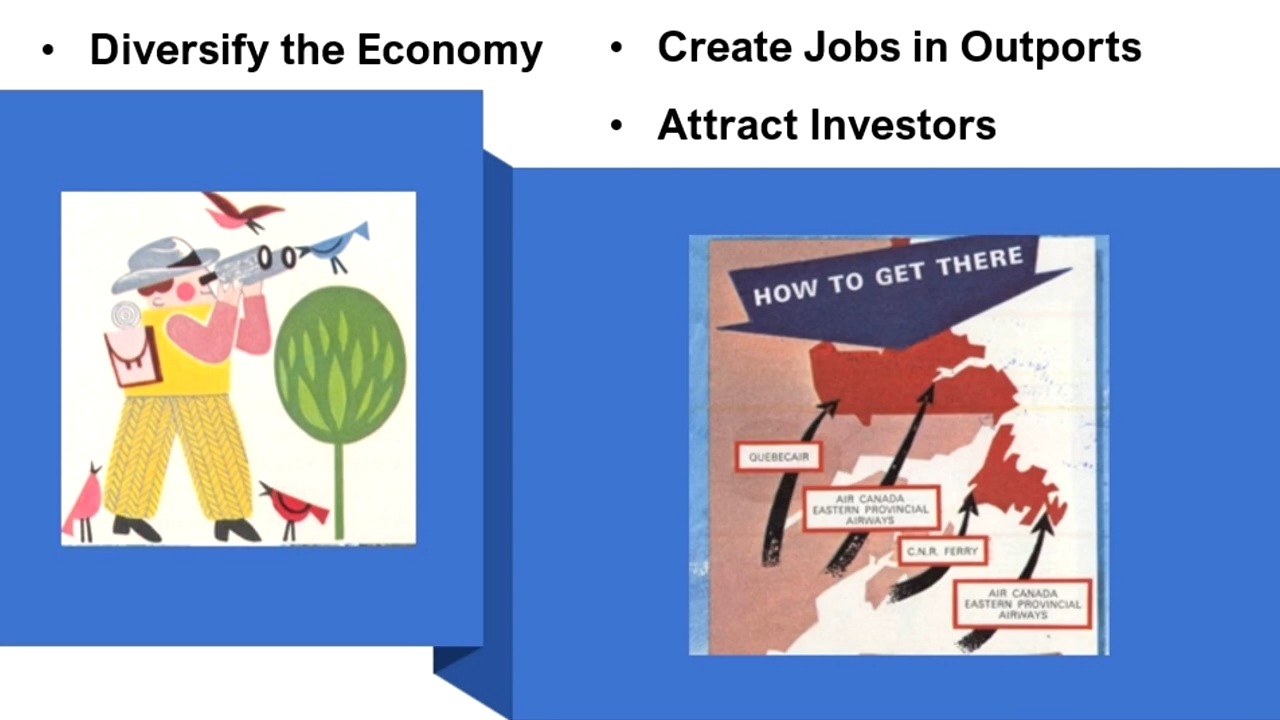 • Diversify the Economy
• Create Jobs in Outports
• Attract Investors
HOW TO GET THERE
QUEBECAIR
AIR CANADA
EASTERN PROVINCIAL
AIRWAYS
C.N.R. FERRY
AIR CANADA
EASTERN PROVINCIAL
AIRWAYS